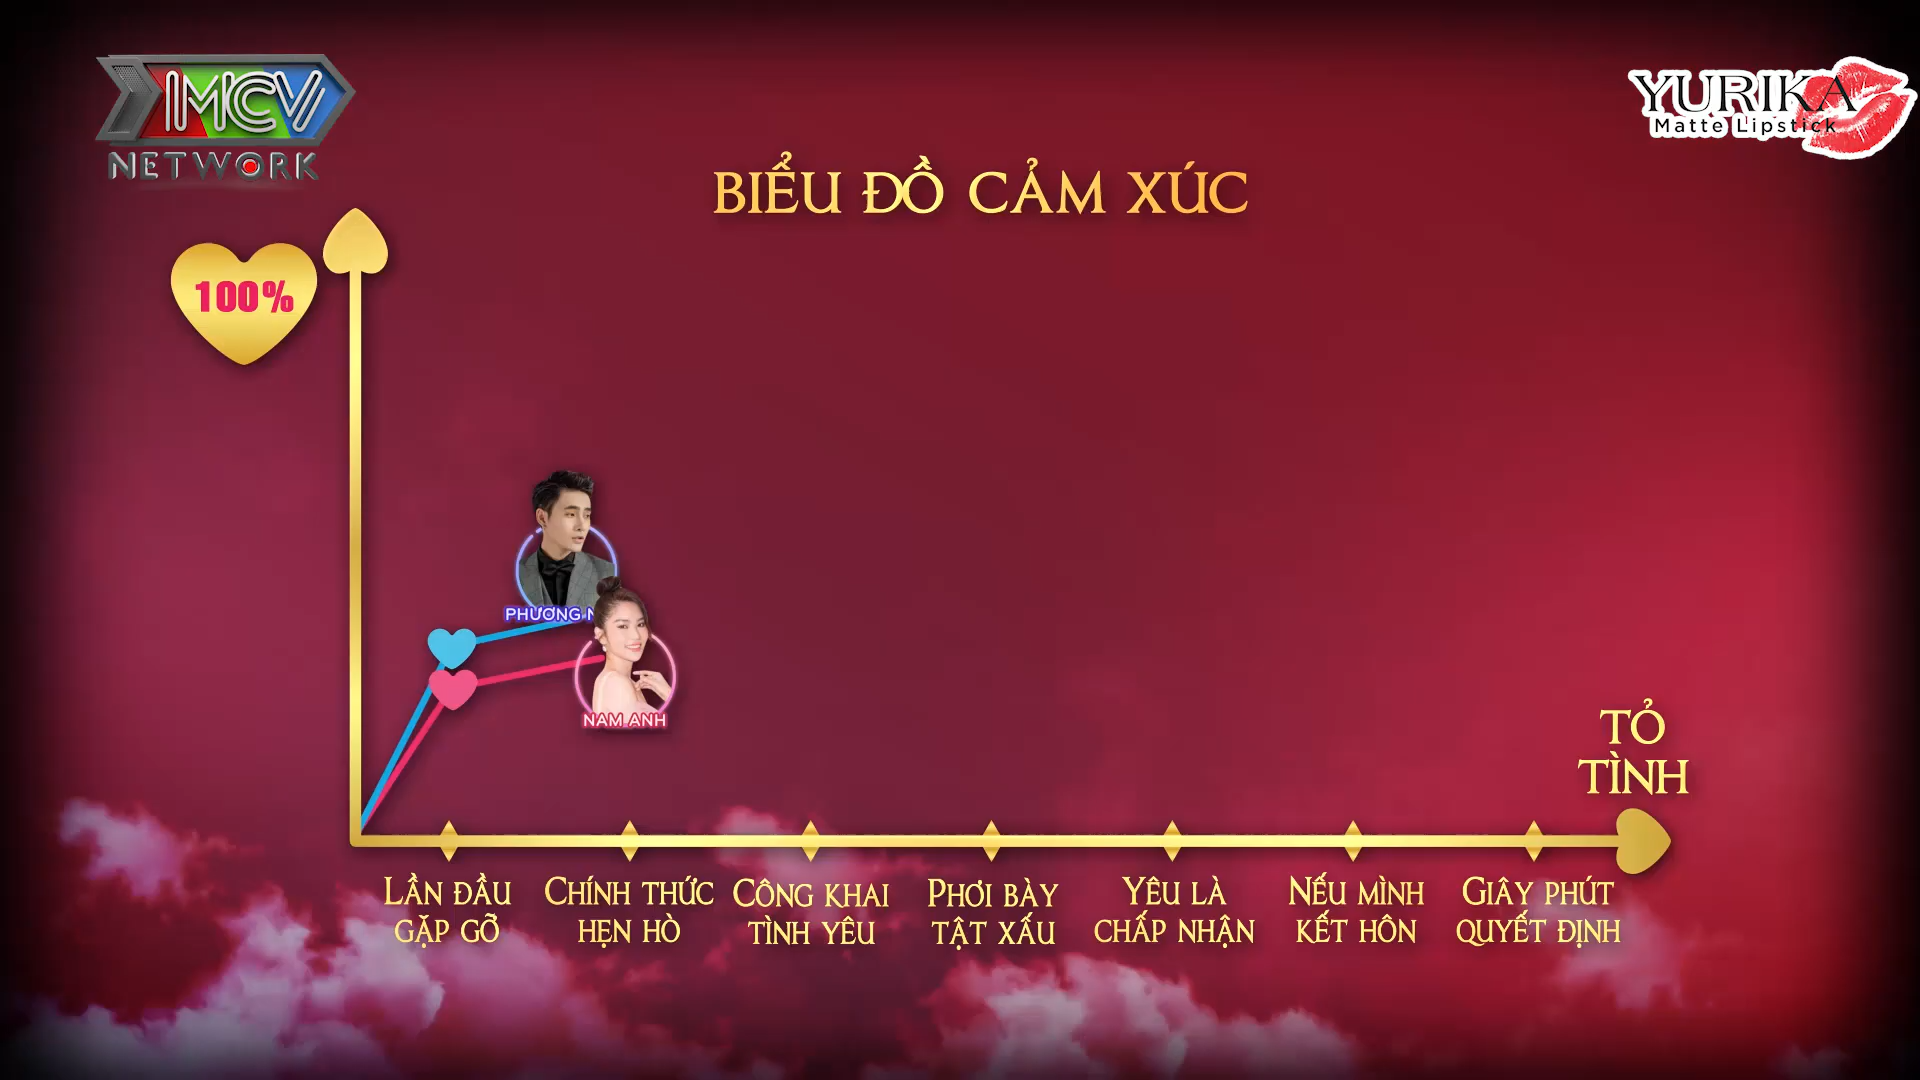 MCV
NETWORK
YURIKA
Matte Lipstick
BIỂU ĐỒ CẢM XÚC
100%
PHƯƠNG
NAM ANH
TỎ
TÌNH
LẦN ĐẦU
GẶP GỠ
CHÍNH THỨC
HẸN HÒ
CÔNG KHAI
TÌNH YÊU
PHƠI BÀY
TẬT XẤU
YÊU LÀ
CHẤP NHẬN
NẾU MÌNH
KẾT HÔN
GIÂY PHÚT
QUYẾT ĐỊNH